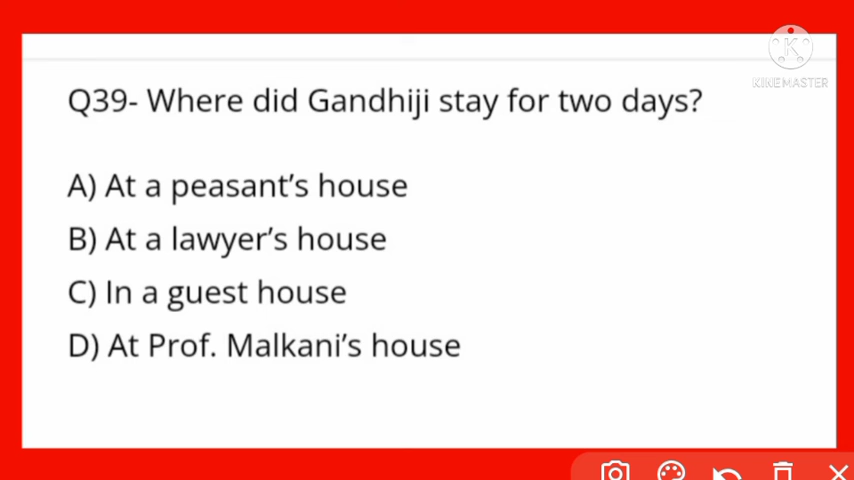 K
KINEMASTER
Q39- Where did Gandhiji stay for two days?
A) At a peasant's house
B) At a lawyer's house
C) In a guest house
D) At Prof. Malkani's house